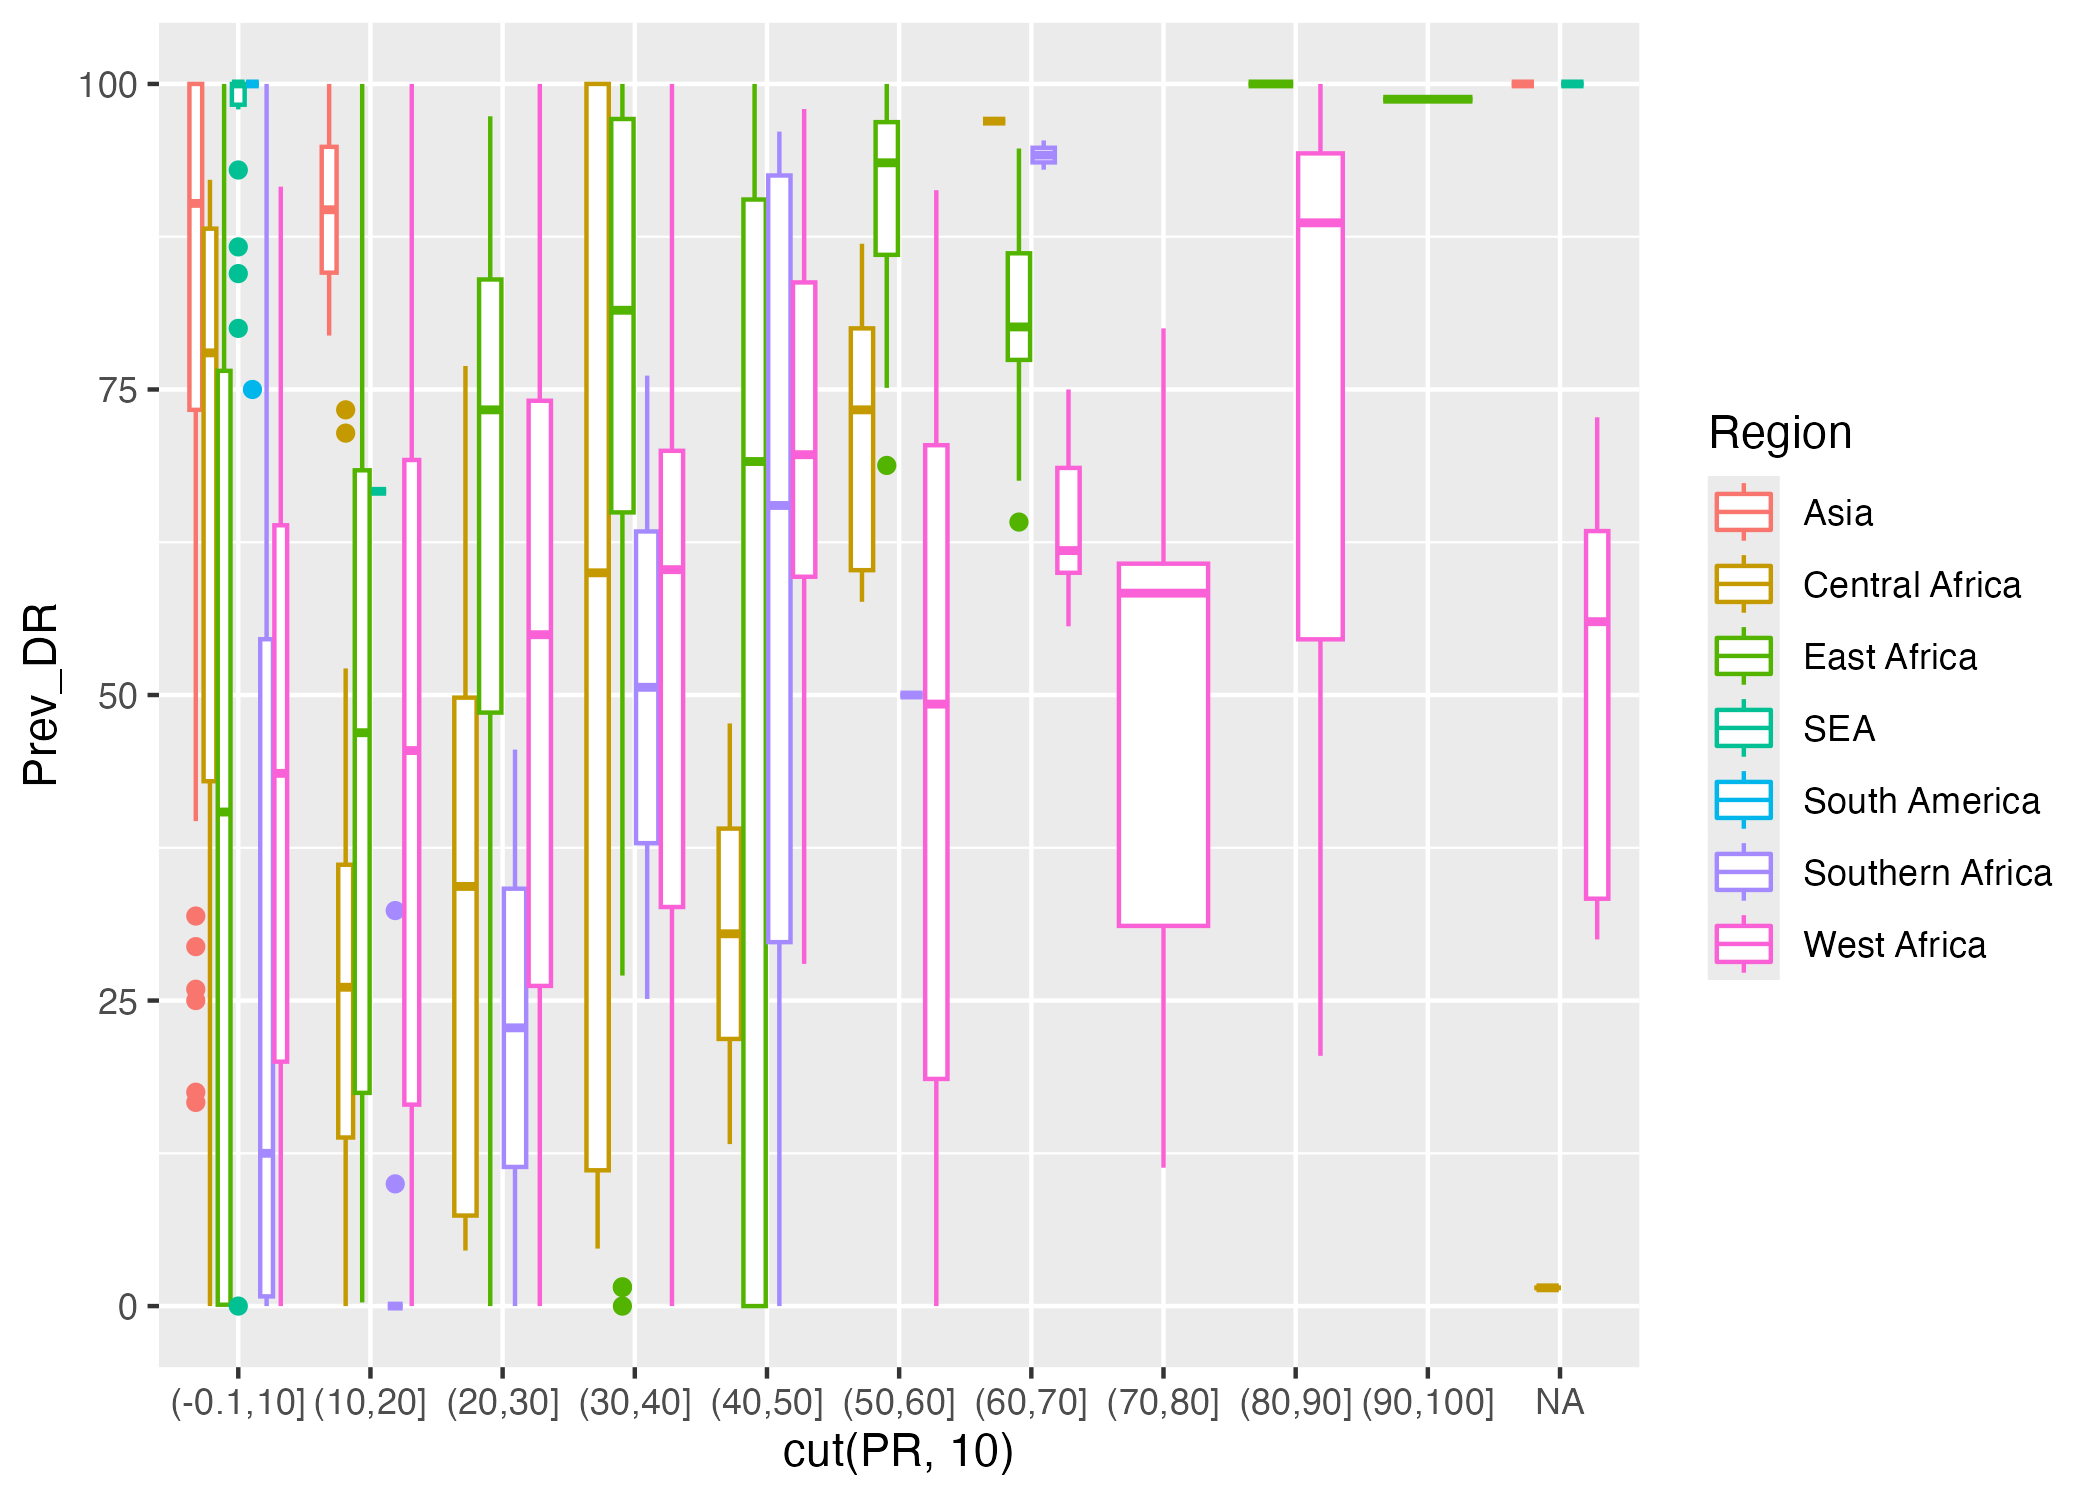 100
75
50
25
0
Prev_DR
(-0.1,10] (10,20] (20,30] (30,40] (40,50] (50,60] (60,70] (70,80] (80,90] (90,100] NA
cut(PR, 10)
Region
Asia
Central Africa
East Africa
SEA
South America
Southern Africa
West Africa